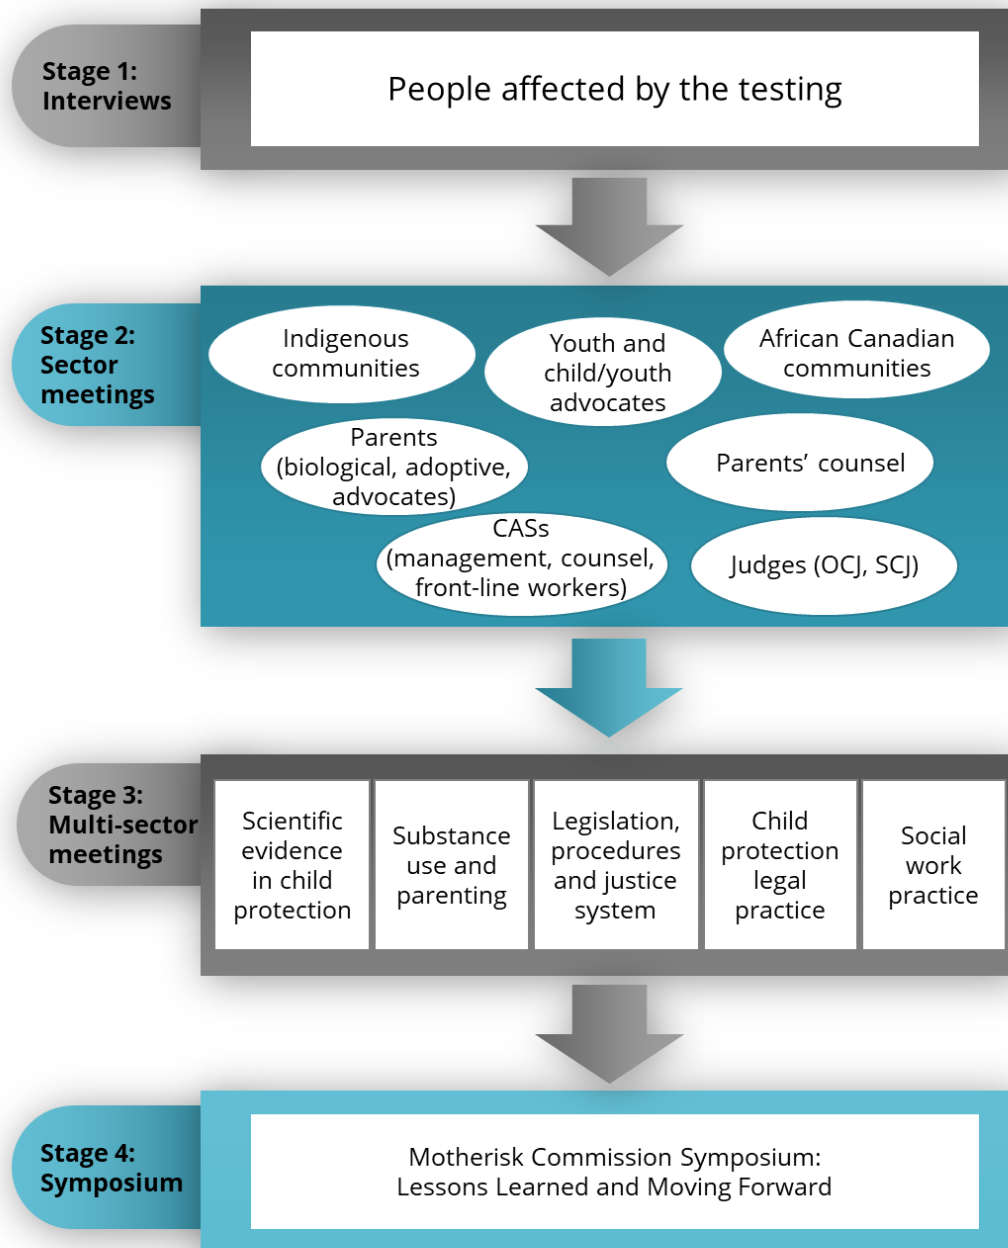 Stage 1:
Interviews
People affected by the testing
Stage 2:
Sector
meetings
Indigenous
communities
Youth and
child/youth
advocates
African Canadian
communities
Parents
(biological, adoptive,
advocates)
Parents’ counsel
CASs
(management, counsel,
front-line workers)
Judges (OCJ, SCJ)
Stage 3:
Multi-sector
meetings
Scientific
evidence
in child
protection
Substance
use and
parenting
Legislation,
procedures
and justice
system
Child
protection
legal
practice
Social
work
practice
Stage 4:
Symposium
Motherisk Commission Symposium:
Lessons Learned and Moving Forward